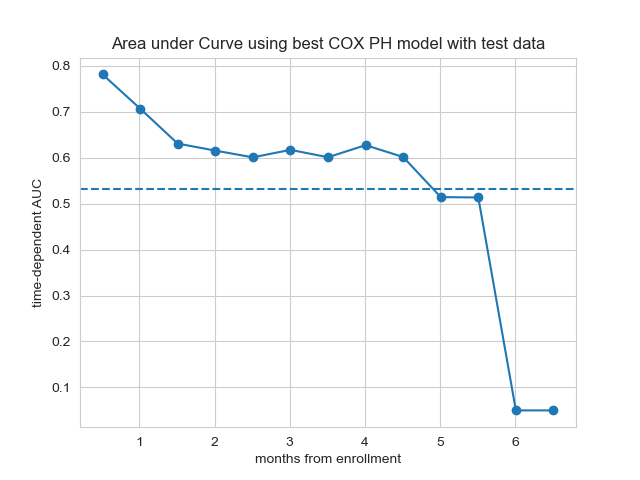 Area under Curve using best COX PH model with test data
time-dependent AUC
0.8
0.7
0.6
0.5
0.4
0.3
0.2
0.1
1 2 3 4 5 6
months from enrollment